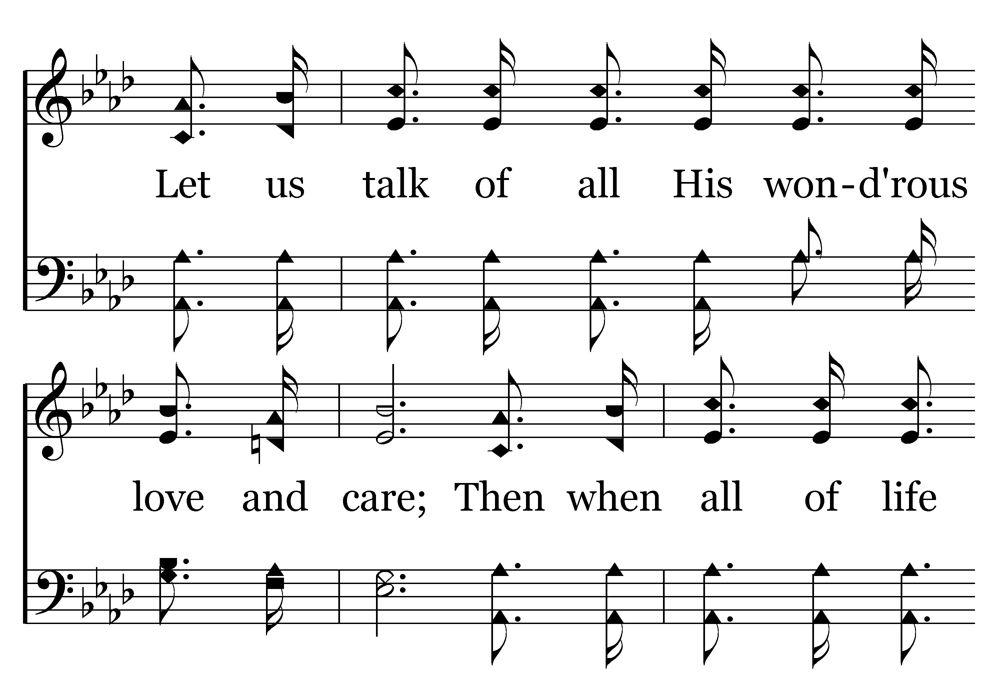 Let us talk of all His won-d'rous
love and care; Then when all of life